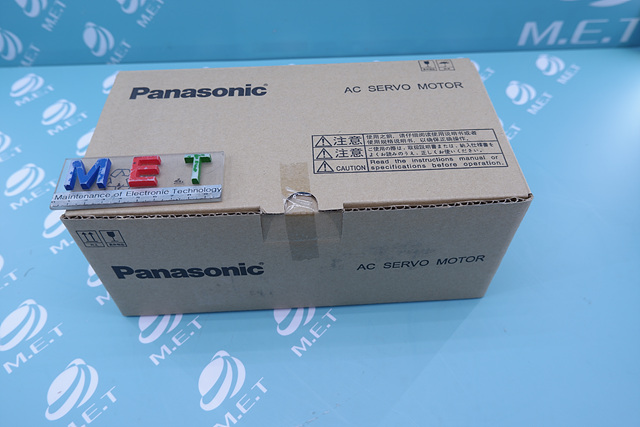 M.E.T
M.E.T
Panasonic
AC SERVO MOTOR
注意
注意
CAUTION
Read the instructions manual or
specifications before operation.
MET
Maintenance of Electronic Technology
Panasonic
AC SERVO MOTOR
M.E.T
M.E.T
M.E.T
M.E.T